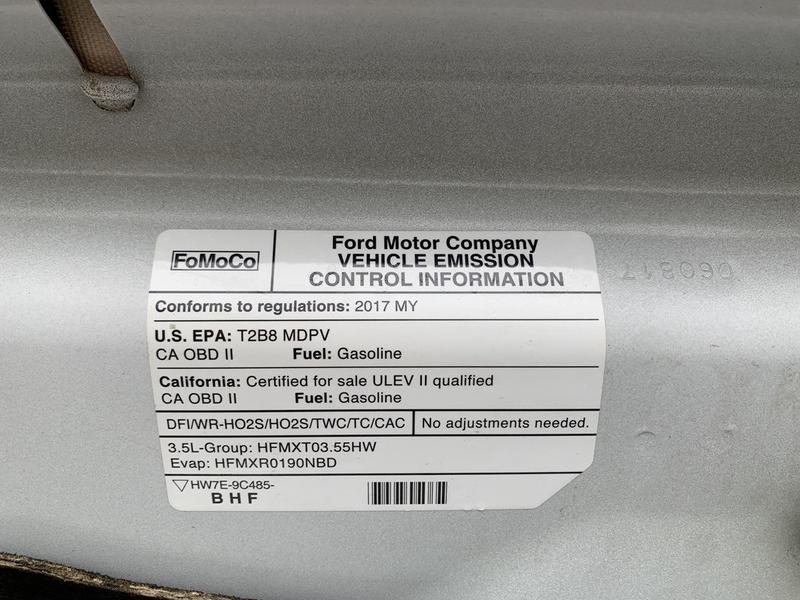 FoMoCo
Ford Motor Company
VEHICLE EMISSION
CONTROL INFORMATION
060817
Conforms to regulations: 2017 MY
U.S. EPA: T2B8 MDPV
CA OBD II Fuel: Gasoline
California: Certified for sale ULEV II qualified
CA OBD II Fuel: Gasoline
DFI/WR-HO2S/HO2S/TWC/TC/CAC No adjustments needed.
3.5L-Group: HFMXT03.55HW
Evap: HFMXR0190NBD
HW7E-9C485-
BHF